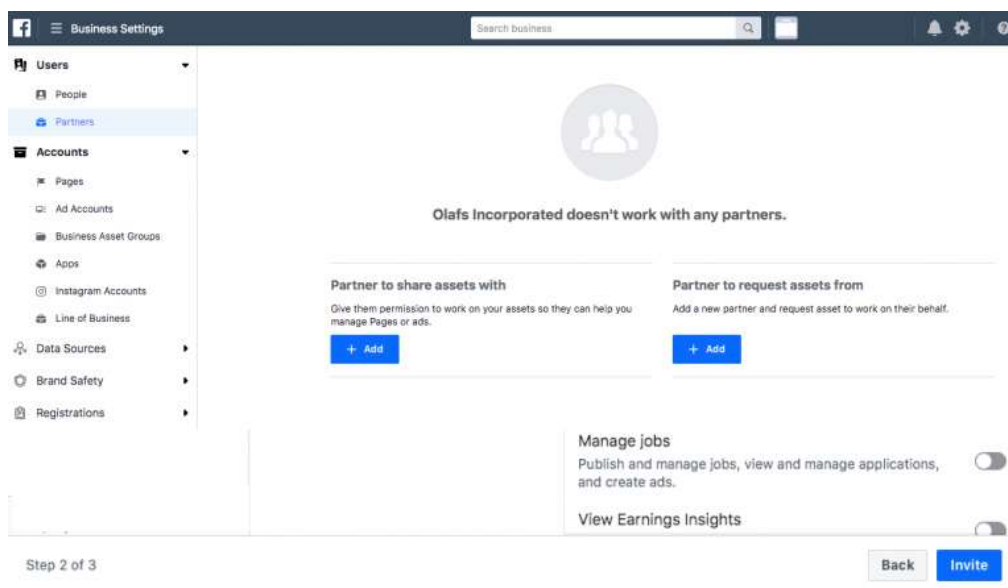 Business Settings
Search business
Users
People
Partners
Accounts
Pages
Ad Accounts
Business Asset Groups
Apps
Instagram Accounts
Line of Business
Data Sources
Brand Safety
Registrations
Olafs Incorporated doesn't work with any partners.
Partner to share assets with
Give them permission to work on your assets so they can help you
manage Pages or ads.
+ Add
Partner to request assets from
Add a new partner and request asset to work on their behalf.
+ Add
Manage jobs
Publish and manage jobs, view and manage applications,
and create ads.
View Earnings Insights
Step 2 of 3
Back
Invite